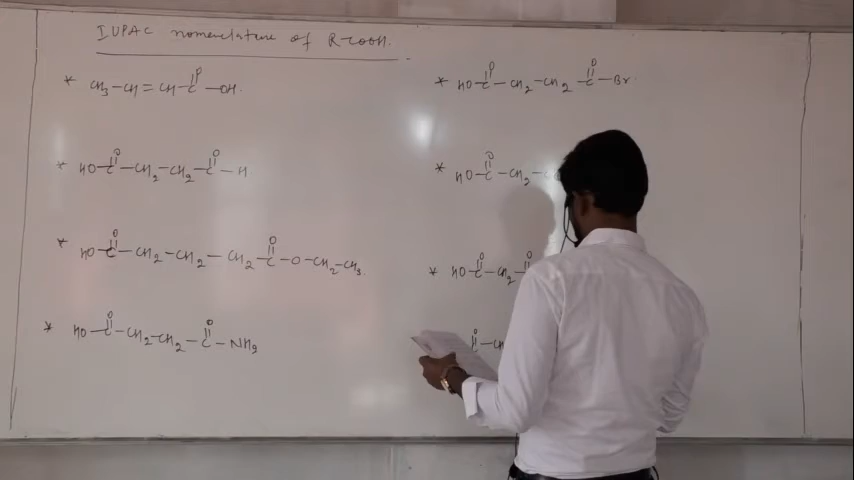 IUPAC nomenclature of R-COOH.
* CH3-CH=CH-C(=O)-OH.
* HO-C(=O)-CH2-CH2-C(=O)-H
* HO-C(=O)-CH2-CH2-CH2-C(=O)-O-CH2-CH3.
* HO-C(=O)-CH2-CH2-C(=O)-NH2
* HO-C(=O)-CH2-CH2-C(=O)-Br
* HO-C(=O)-CH2-
* HO-C(=O)-CH2-